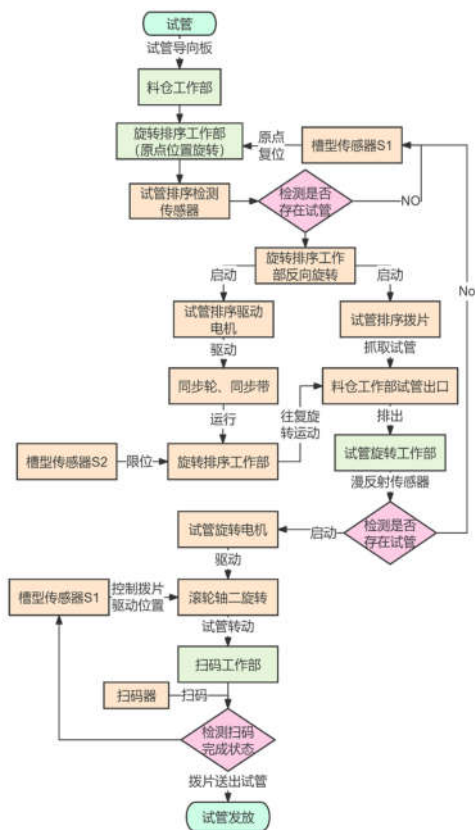 试管
试管导向板
料仓工作部
旋转排序工作部
（原点位置旋转）
原点
复位
槽型传感器S1
试管排序检测
传感器
检测是否
存在试管
NO
旋转排序工作
部反向旋转
启动
启动
No
试管排序驱动
电机
试管排序拨片
驱动
抓取试管
同步轮、同步带
料仓工作部试管出口
运行
往复旋
转运动
排出
槽型传感器S2
限位
旋转排序工作部
试管旋转工作部
漫反射传感器
试管旋转电机
启动
检测是否
存在试管
驱动
槽型传感器S1
控制拨片
驱动位置
滚轮轴二旋转
试管转动
扫码工作部
扫码器
扫码
检测扫码
完成状态
拨片送出试管
试管发放